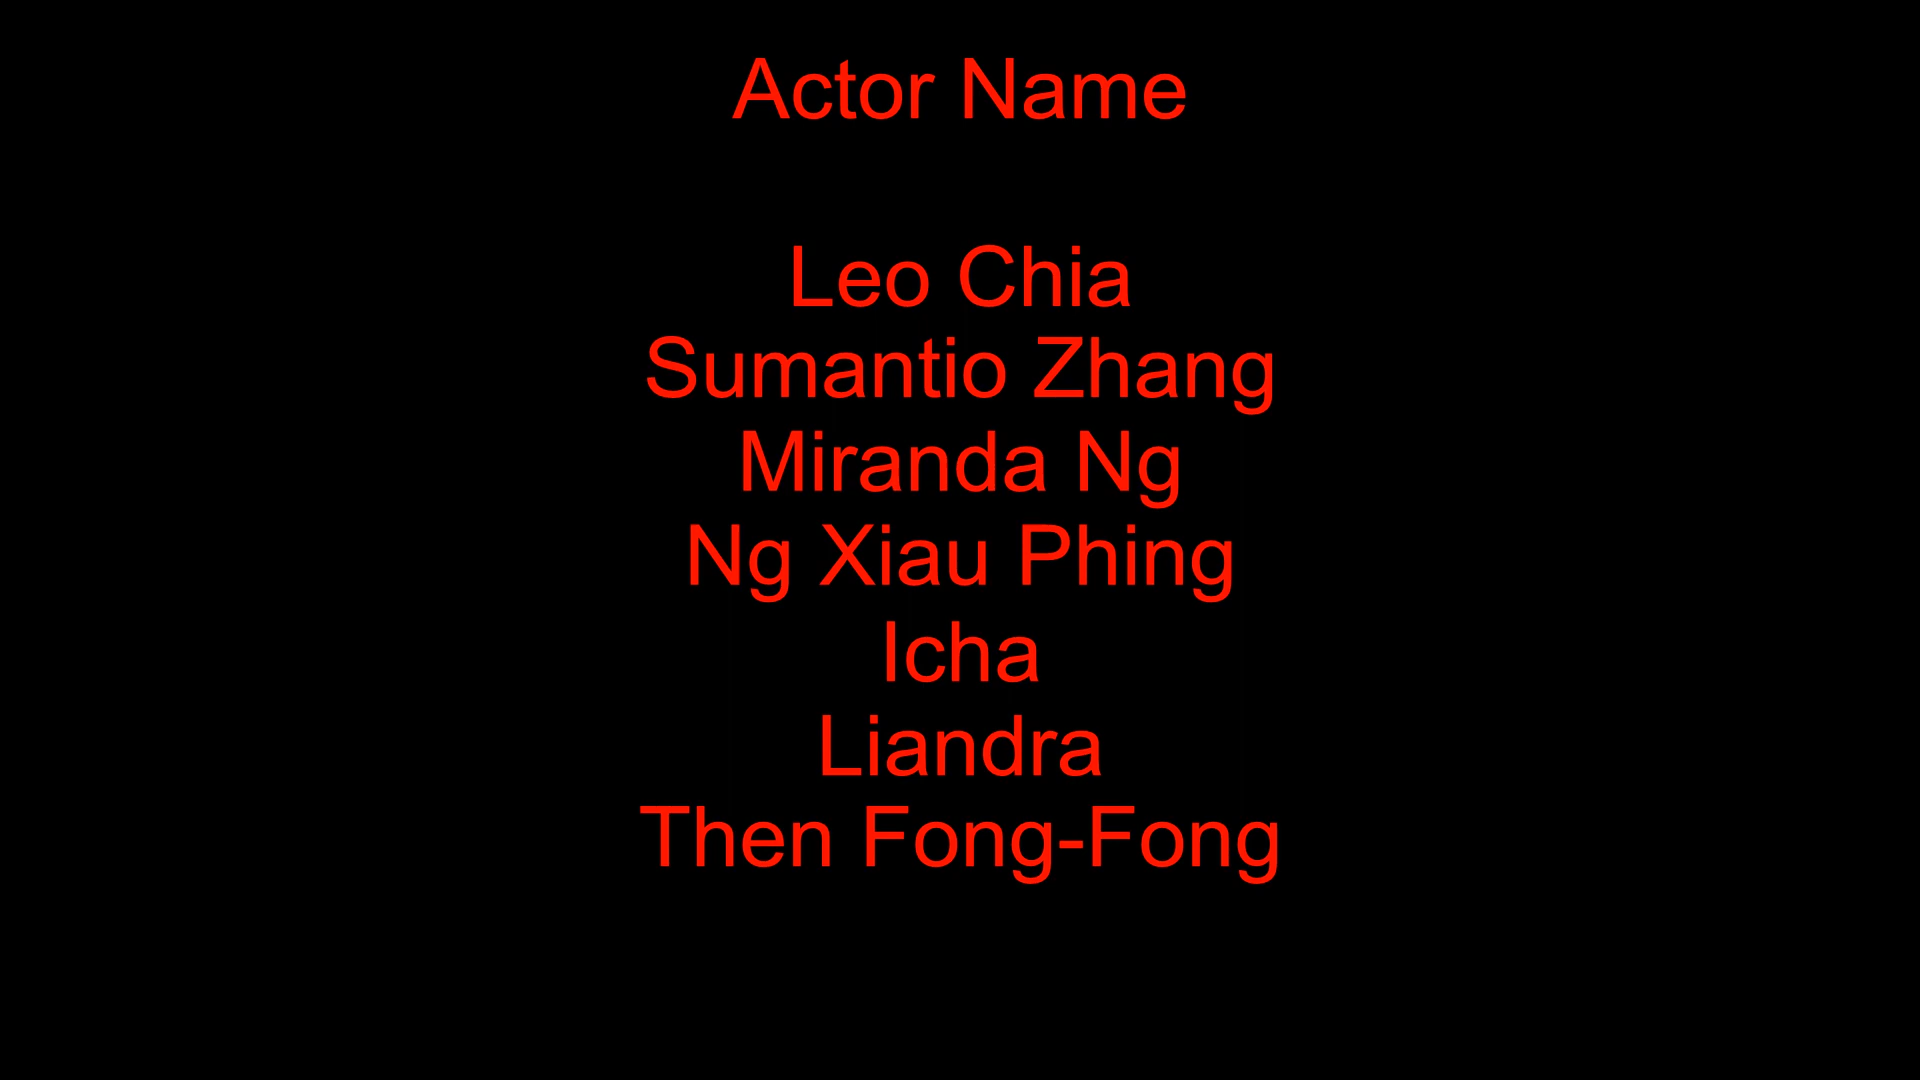 Actor Name
Leo Chia
Sumantio Zhang
Miranda Ng
Ng Xiau Phing
Icha
Liandra
Then Fong-Fong